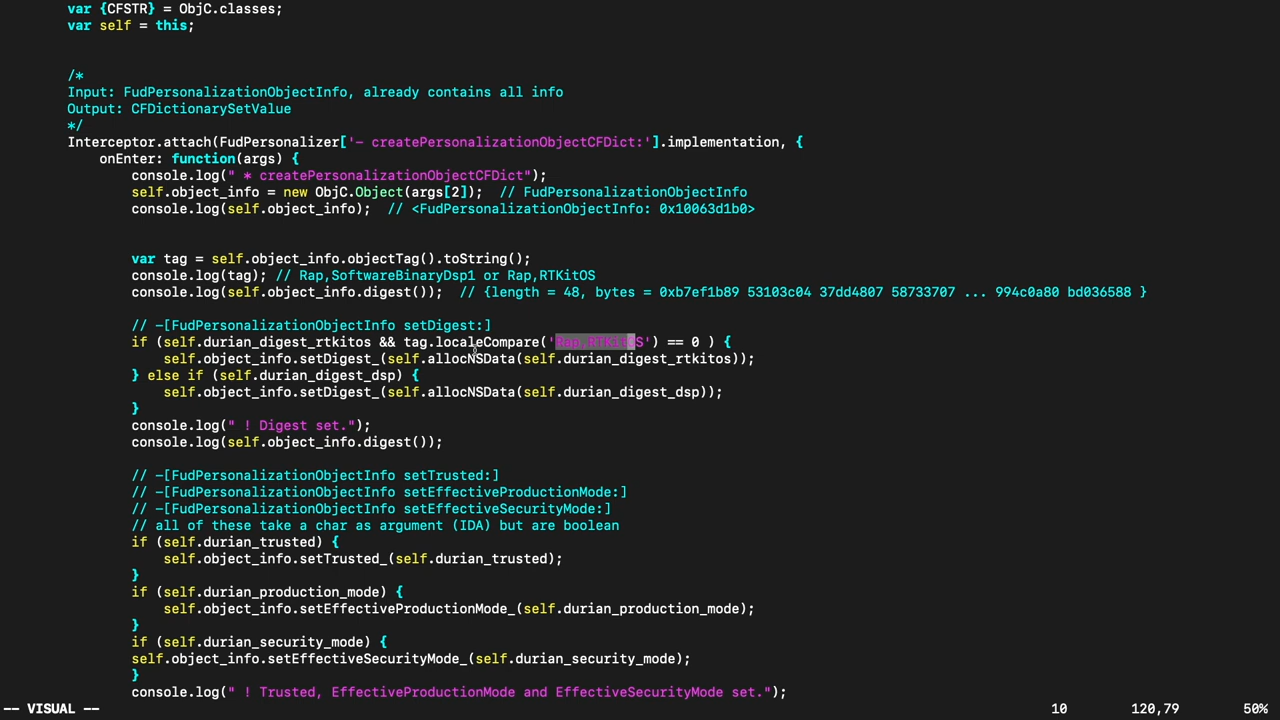 var {CFSTR} = ObjC.classes;
var self = this;
/*
Input: FudPersonalizationObjectInfo, already contains all info
Output: CFDictionarySetValue
*/
Interceptor.attach(FudPersonalizer['- createPersonalizationObjectCFDict:'].implementation, {
onEnter: function(args) {
console.log(" * createPersonalizationObjectCFDict");
self.object_info = new ObjC.Object(args[2]);  // FudPersonalizationObjectInfo
console.log(self.object_info);  // <FudPersonalizationObjectInfo: 0x10063d1b0>
var tag = self.object_info.objectTag().toString();
console.log(tag); // Rap,SoftwareBinaryDsp1 or Rap,RTKitOS
console.log(self.object_info.digest());  // {length = 48, bytes = 0xb7ef1b89 53103c04 37dd4807 58733707 ... 994c0a80 bd036588 }
// -[FudPersonalizationObjectInfo setDigest:]
if (self.durian_digest_rtkitos && tag.localeCompare('Rap,RTKitOS') == 0 ) {
self.object_info.setDigest_(self.allocNSData(self.durian_digest_rtkitos));
} else if (self.durian_digest_dsp) {
self.object_info.setDigest_(self.allocNSData(self.durian_digest_dsp));
}
console.log(" ! Digest set.");
console.log(self.object_info.digest());
// -[FudPersonalizationObjectInfo setTrusted:]
// -[FudPersonalizationObjectInfo setEffectiveProductionMode:]
// -[FudPersonalizationObjectInfo setEffectiveSecurityMode:]
// all of these take a char as argument (IDA) but are boolean
if (self.durian_trusted) {
self.object_info.setTrusted_(self.durian_trusted);
}
if (self.durian_production_mode) {
self.object_info.setEffectiveProductionMode_(self.durian_production_mode);
}
if (self.durian_security_mode) {
self.object_info.setEffectiveSecurityMode_(self.durian_security_mode);
}
console.log(" ! Trusted, EffectiveProductionMode and EffectiveSecurityMode set.");
-- VISUAL -- 10 120,79 50%